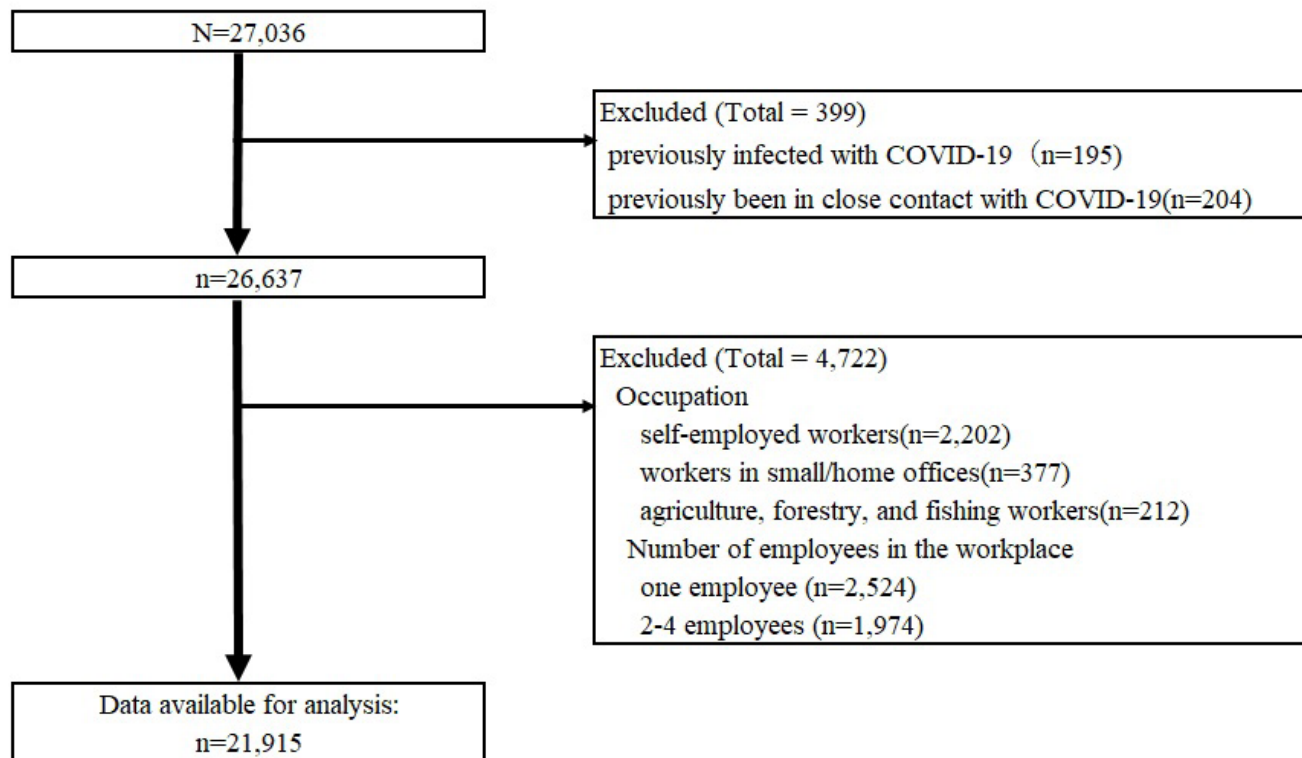 N=27,036
Excluded (Total = 399)
previously infected with COVID-19（n=195)
previously been in close contact with COVID-19(n=204)
n=26,637
Excluded (Total = 4,722)
Occupation
self-employed workers(n=2,202)
workers in small/home offices(n=377)
agriculture, forestry, and fishing workers(n=212)
Number of employees in the workplace
one employee (n=2,524)
2-4 employees (n=1,974)
Data available for analysis:
n=21,915